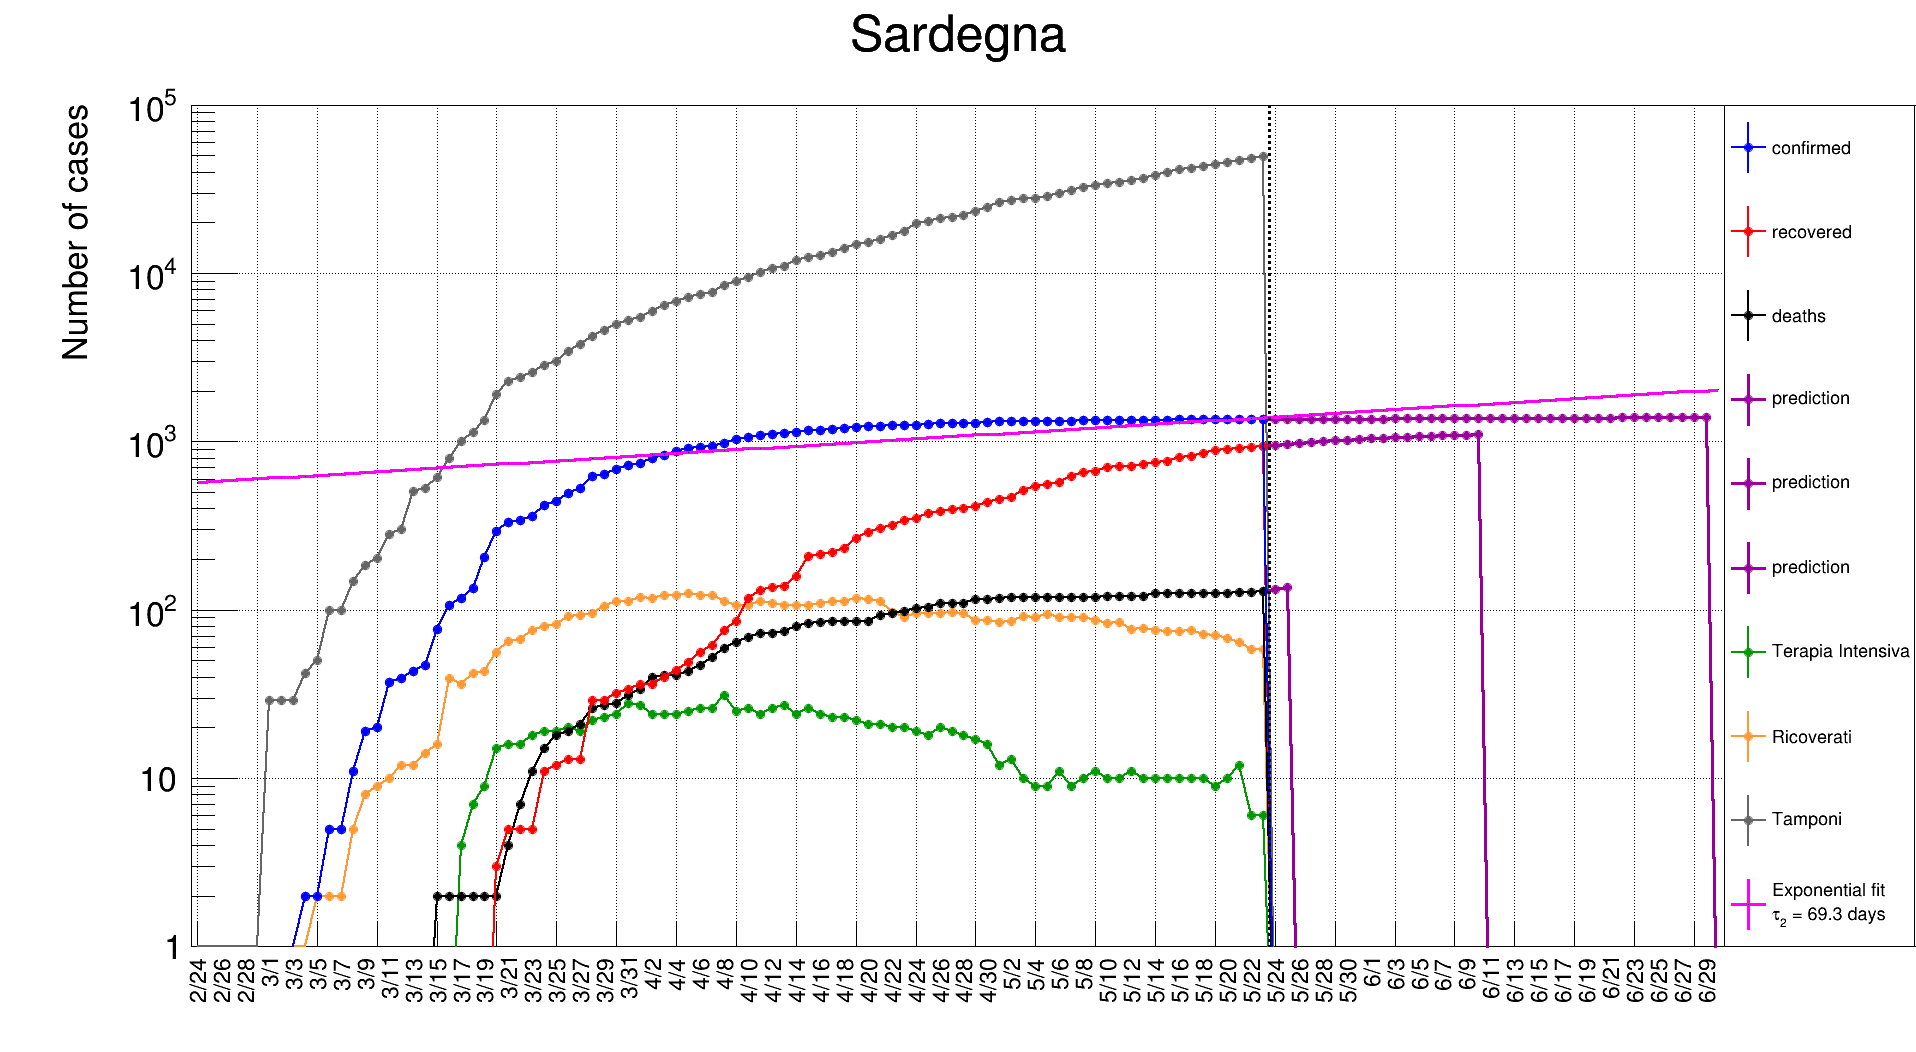 Sardegna
Number of cases
10^5
10^4
10^3
10^2
10
1
2/24 2/26 2/28 3/1 3/3 3/5 3/7 3/9 3/11 3/13 3/15 3/17 3/19 3/21 3/23 3/25 3/27 3/29 3/31 4/2 4/4 4/6 4/8 4/10 4/12 4/14 4/16 4/18 4/20 4/22 4/24 4/26 4/28 4/30 5/2 5/4 5/6 5/8 5/10 5/12 5/14 5/16 5/18 5/20 5/22 5/24 5/26 5/28 5/30 6/1 6/3 6/5 6/7 6/9 6/11 6/13 6/15 6/17 6/19 6/21 6/23 6/25 6/27 6/29
confirmed
recovered
deaths
prediction
prediction
prediction
Terapia Intensiva
Ricoverati
Tamponi
Exponential fit
τ₂ = 69.3 days